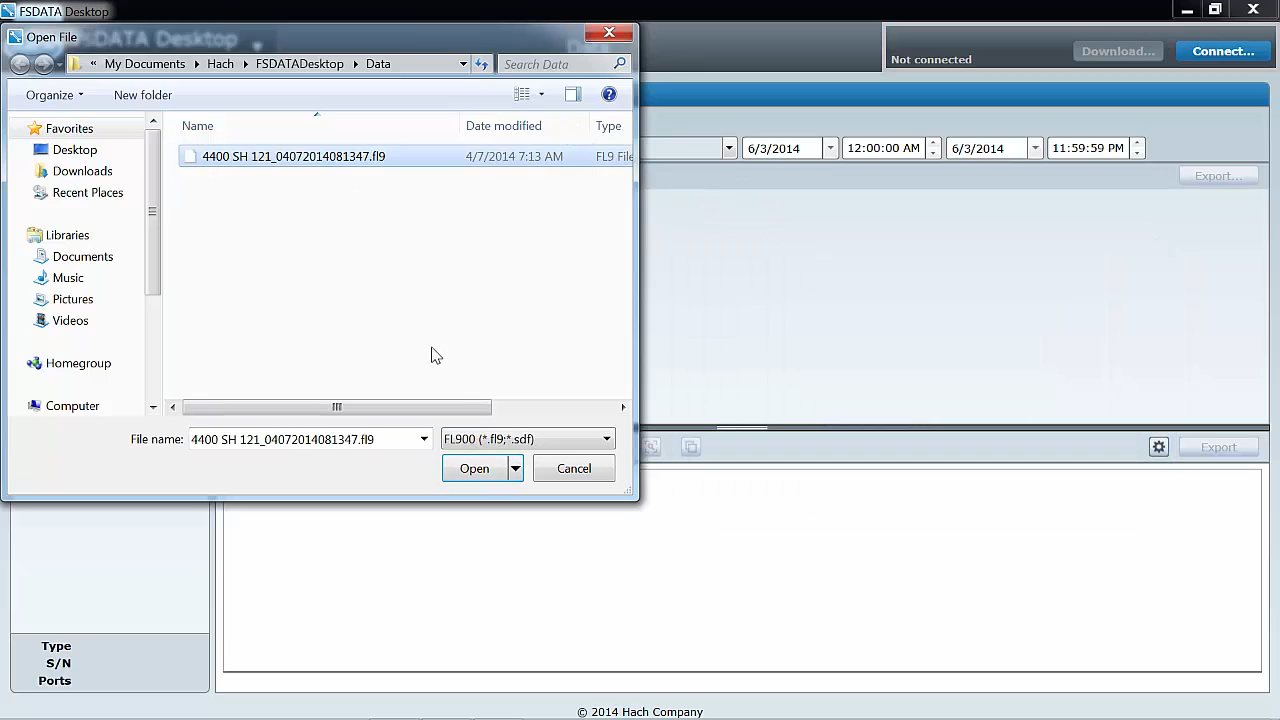 FSDATA Desktop
Open File
FSDATA Desktop
« My Documents Hach FSDATADesktop Data
Search Data
Not connected
Download...
Connect...
Organize
New folder
Name
Date modified
Type
Favorites
Desktop
Downloads
Recent Places
Libraries
Documents
Music
Pictures
Videos
Homegroup
Computer
4400 SH 121_04072014081347.fl9
4/7/2014 7:13 AM
FL9 File
6/3/2014
12:00:00 AM
6/3/2014
11:59:59 PM
Export...
File name:
4400 SH 121_04072014081347.fl9
FL900 (*.fl9;*.sdf)
Open
Cancel
Export
Type
S/N
Ports
© 2014 Hach Company